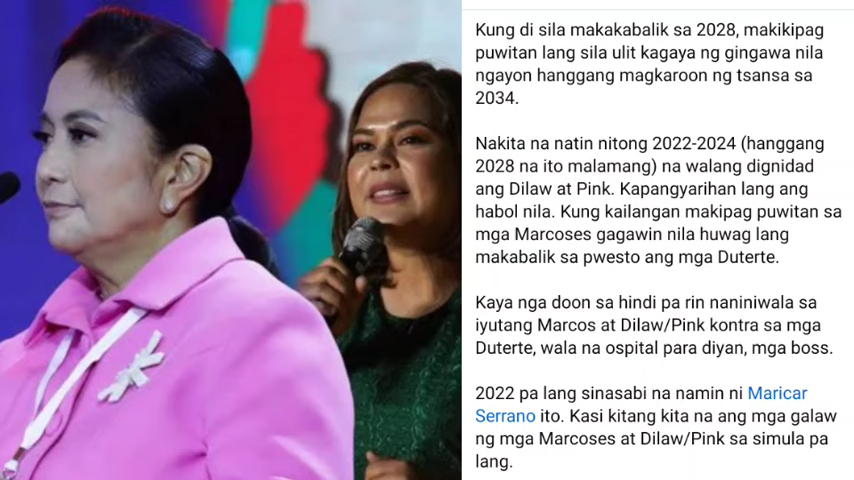 Kung di sila makakabalik sa 2028, makikipag
puwitan lang sila ulit kagaya ng gingawa nila
ngayon hanggang magkaroon ng tsansa sa
2034.
Nakita na natin nitong 2022-2024 (hanggang
2028 na ito malamang) na walang dignidad
ang Dilaw at Pink. Kapangyarihan lang ang
habol nila. Kung kailangan makipag puwitan sa
mga Marcoses gagawin nila huwag lang
makabalik sa pwesto ang mga Duterte.
Kaya nga doon sa hindi pa rin naniniwala sa
iyutang Marcos at Dilaw/Pink kontra sa mga
Duterte, wala na ospital para diyan, mga boss.
2022 pa lang sinasabi na namin ni Maricar
Serrano ito. Kasi kitang kita na ang mga galaw
ng mga Marcoses at Dilaw/Pink sa simula pa
lang.